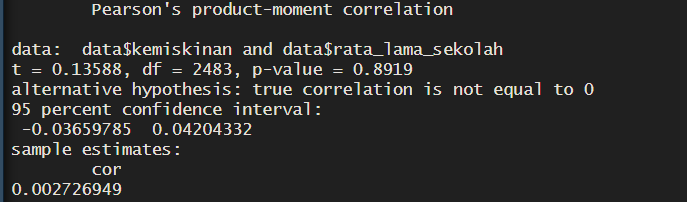 Pearson's product-moment correlation
data:  data$kemiskinan and data$rata_lama_sekolah
t = 0.13588, df = 2483, p-value = 0.8919
alternative hypothesis: true correlation is not equal to 0
95 percent confidence interval:
-0.03659785  0.04204332
sample estimates:
cor
0.002726949